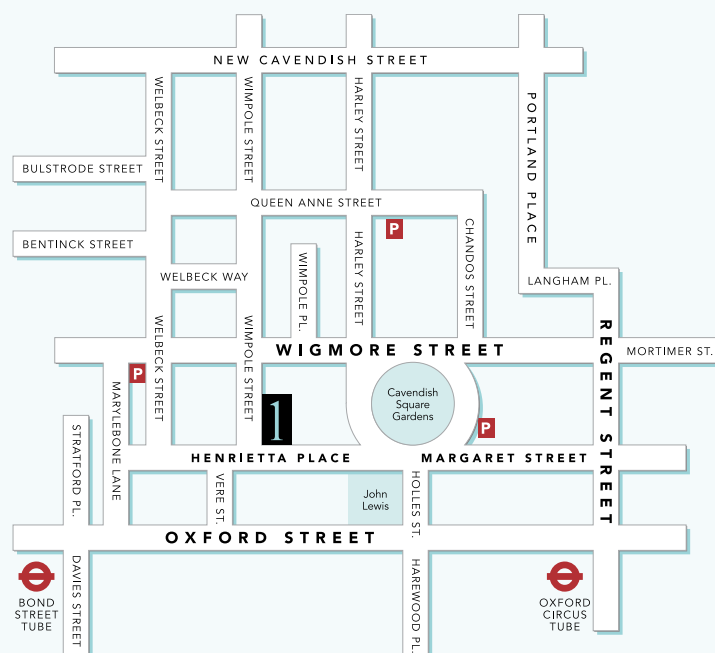 NEW CAVENDISH STREET
WELBECK STREET
WIMPOLE STREET
HARLEY STREET
PORTLAND PLACE
BULSTRODE STREET
QUEEN ANNE STREET
P
BENTINCK STREET
WELBECK WAY
WIMPOLE PL.
HARLEY STREET
CHANDOS STREET
LANGHAM PL.
WELBECK STREET
WIMPOLE STREET
WIGMORE STREET
REGENT STREET
MORTIMER ST.
P
MARYLEBONE LANE
1
Cavendish
Square
Gardens
P
STRATFORD PL.
HENRIETTA PLACE
MARGARET STREET
VERE ST.
John
Lewis
HOLLES ST.
OXFORD STREET
BOND
STREET
TUBE
DAVIES STREET
HAREWOOD PL.
OXFORD
CIRCUS
TUBE